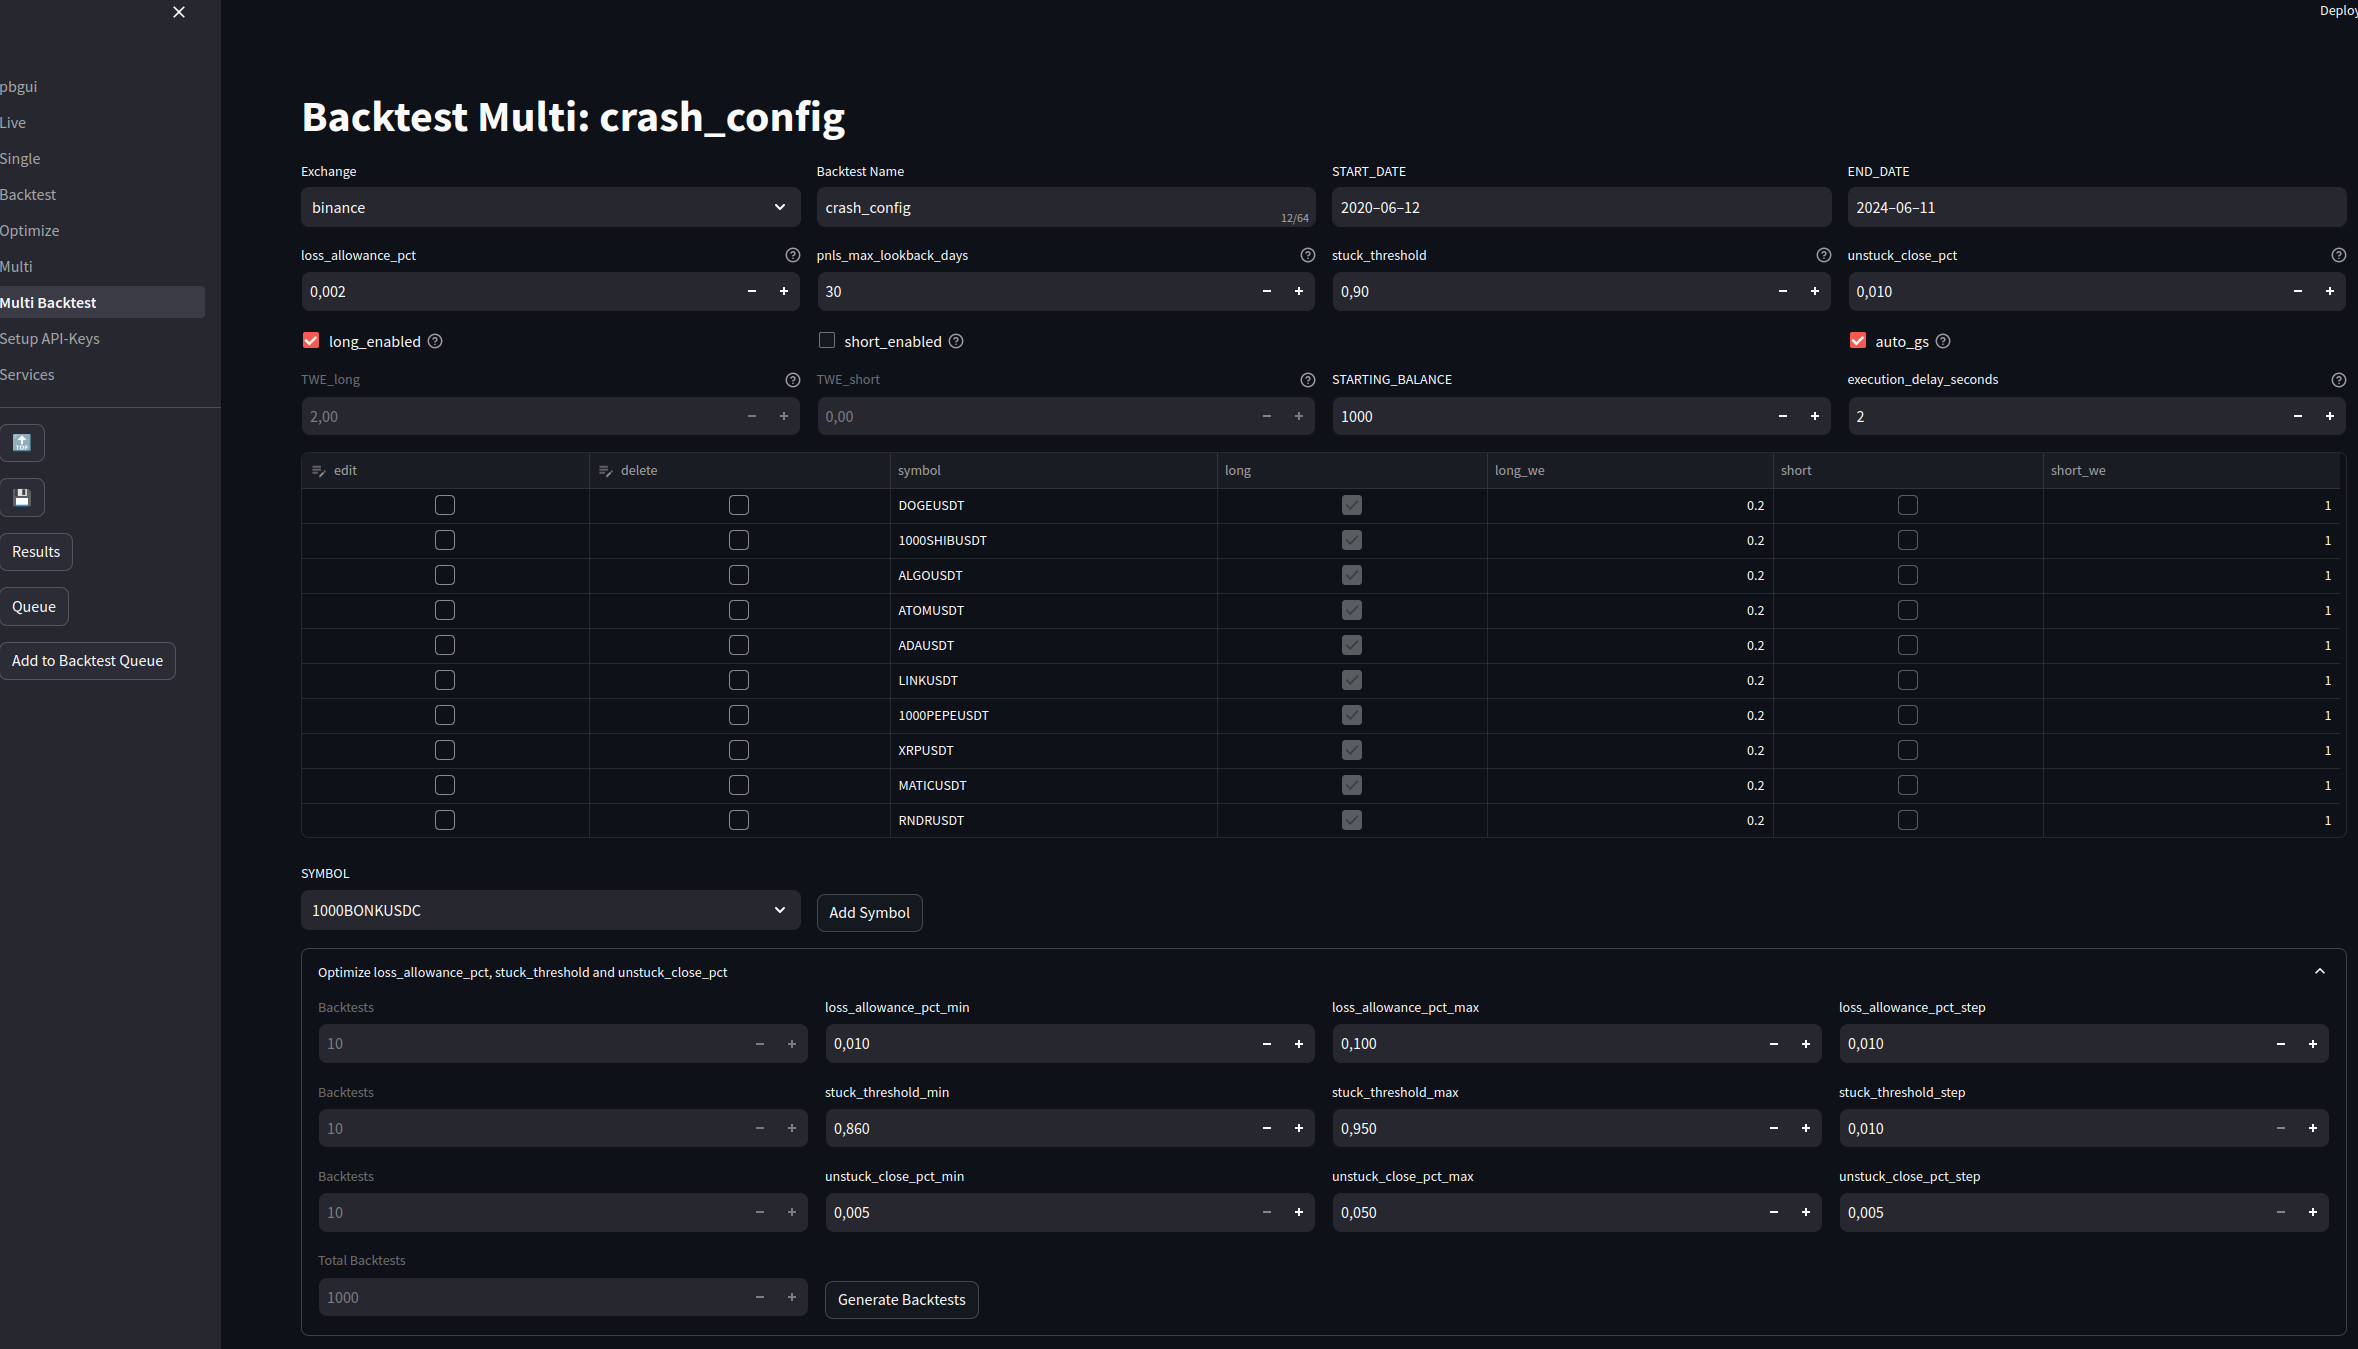 Deploy
pbgui
Live
Single
Backtest
Optimize
Multi
Multi Backtest
Setup API-Keys
Services
TOP
Results
Queue
Add to Backtest Queue
Backtest Multi: crash_config
Exchange Backtest Name START_DATE END_DATE
binance crash_config 12/64 2020-06-12 2024-06-11
loss_allowance_pct pnls_max_lookback_days stuck_threshold unstuck_close_pct
0,002 30 0,90 0,010
long_enabled short_enabled auto_gs
TWE_long TWE_short STARTING_BALANCE execution_delay_seconds
2,00 0,00 1000 2
edit delete symbol long long_we short short_we
DOGEUSDT 0.2 1
1000SHIBUSDT 0.2 1
ALGOUSDT 0.2 1
ATOMUSDT 0.2 1
ADAUSDT 0.2 1
LINKUSDT 0.2 1
1000PEPEUSDT 0.2 1
XRPUSDT 0.2 1
MATICUSDT 0.2 1
RNDRUSDT 0.2 1
SYMBOL
1000BONKUSDC Add Symbol
Optimize loss_allowance_pct, stuck_threshold and unstuck_close_pct
Backtests loss_allowance_pct_min loss_allowance_pct_max loss_allowance_pct_step
10 0,010 0,100 0,010
Backtests stuck_threshold_min stuck_threshold_max stuck_threshold_step
10 0,860 0,950 0,010
Backtests unstuck_close_pct_min unstuck_close_pct_max unstuck_close_pct_step
10 0,005 0,050 0,005
Total Backtests
1000 Generate Backtests